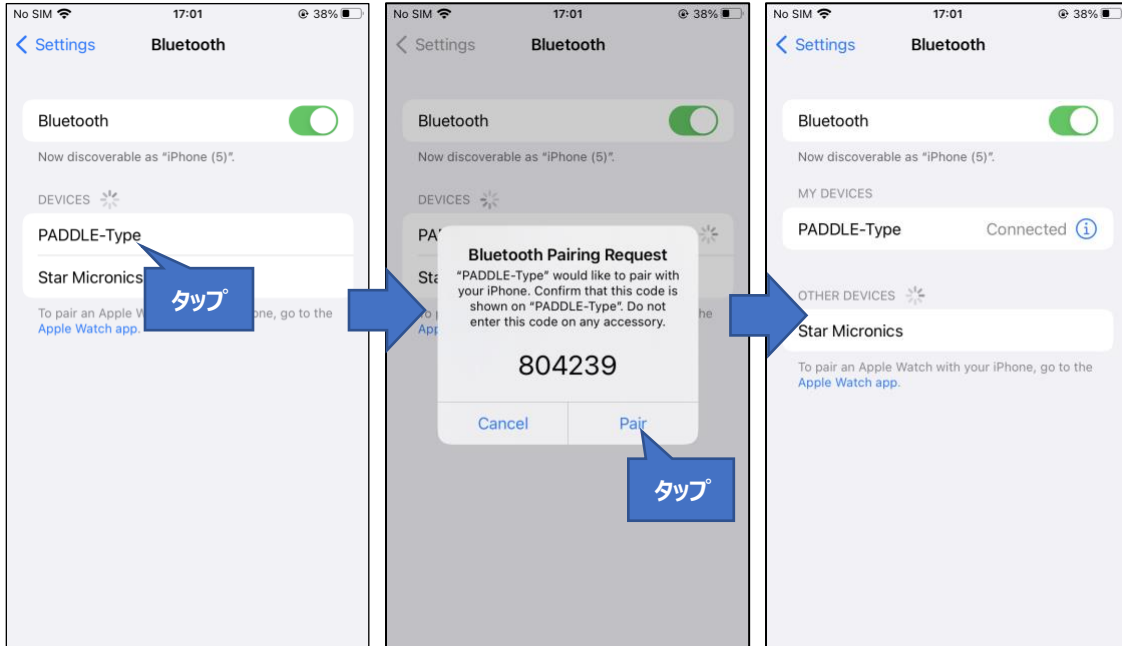 No SIM 17:01 38%
Settings Bluetooth
Bluetooth
Now discoverable as “iPhone (5)”.
DEVICES
PADDLE-Type
Star Micronics
タップ
To pair an Apple W one, go to the
Apple Watch app.
No SIM 17:01 38%
Settings Bluetooth
Bluetooth
Now discoverable as “iPhone (5)”.
DEVICES
PA
Sta
Bluetooth Pairing Request
“PADDLE-Type” would like to pair with
your iPhone. Confirm that this code is
shown on “PADDLE-Type”. Do not
enter this code on any accessory.
804239
Cancel Pair
タップ
he
App
No SIM 17:01 38%
Settings Bluetooth
Bluetooth
Now discoverable as “iPhone (5)”.
MY DEVICES
PADDLE-Type Connected
OTHER DEVICES
Star Micronics
To pair an Apple Watch with your iPhone, go to the
Apple Watch app.